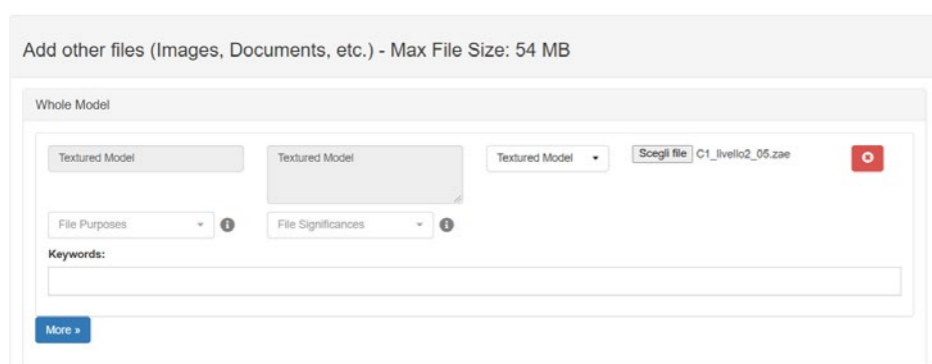 Add other files (Images, Documents, etc.) - Max File Size: 54 MB
Whole Model
Textured Model
Textured Model
Textured Model
Scegli file C1_livello2_05.zae
File Purposes
File Significances
Keywords:
More »